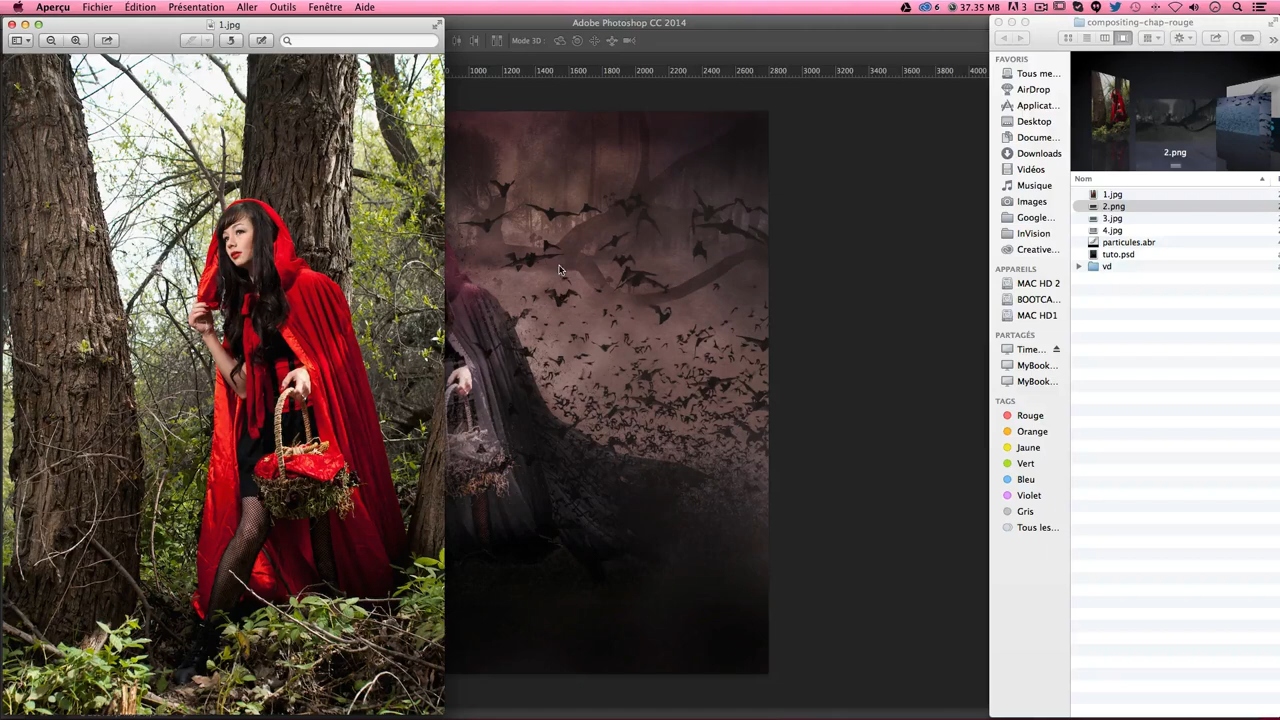 Aperçu Fichier Édition Présentation Aller Outils Fenêtre Aide 6 37.35 MB 3
1.jpg
Adobe Photoshop CC 2014
compositing-chap-rouge
Mode 3D :
1000 1200 1400 1600 1800 2000 2200 2400 2600 2800 3000 3200 3400 3600 3800 4000
FAVORIS
Tous me...
AirDrop
Applicat...
Desktop
Docume...
Downloads
Vidéos
Musique
Images
Google...
InVision
Creative...
APPAREILS
MAC HD 2
BOOTCA...
MAC HD1
PARTAGÉS
Time...
MyBook...
MyBook...
TAGS
Rouge
Orange
Jaune
Vert
Bleu
Violet
Gris
Tous les...
2.png
Nom
1.jpg
2.png
3.jpg
4.jpg
particules.abr
tuto.psd
vd